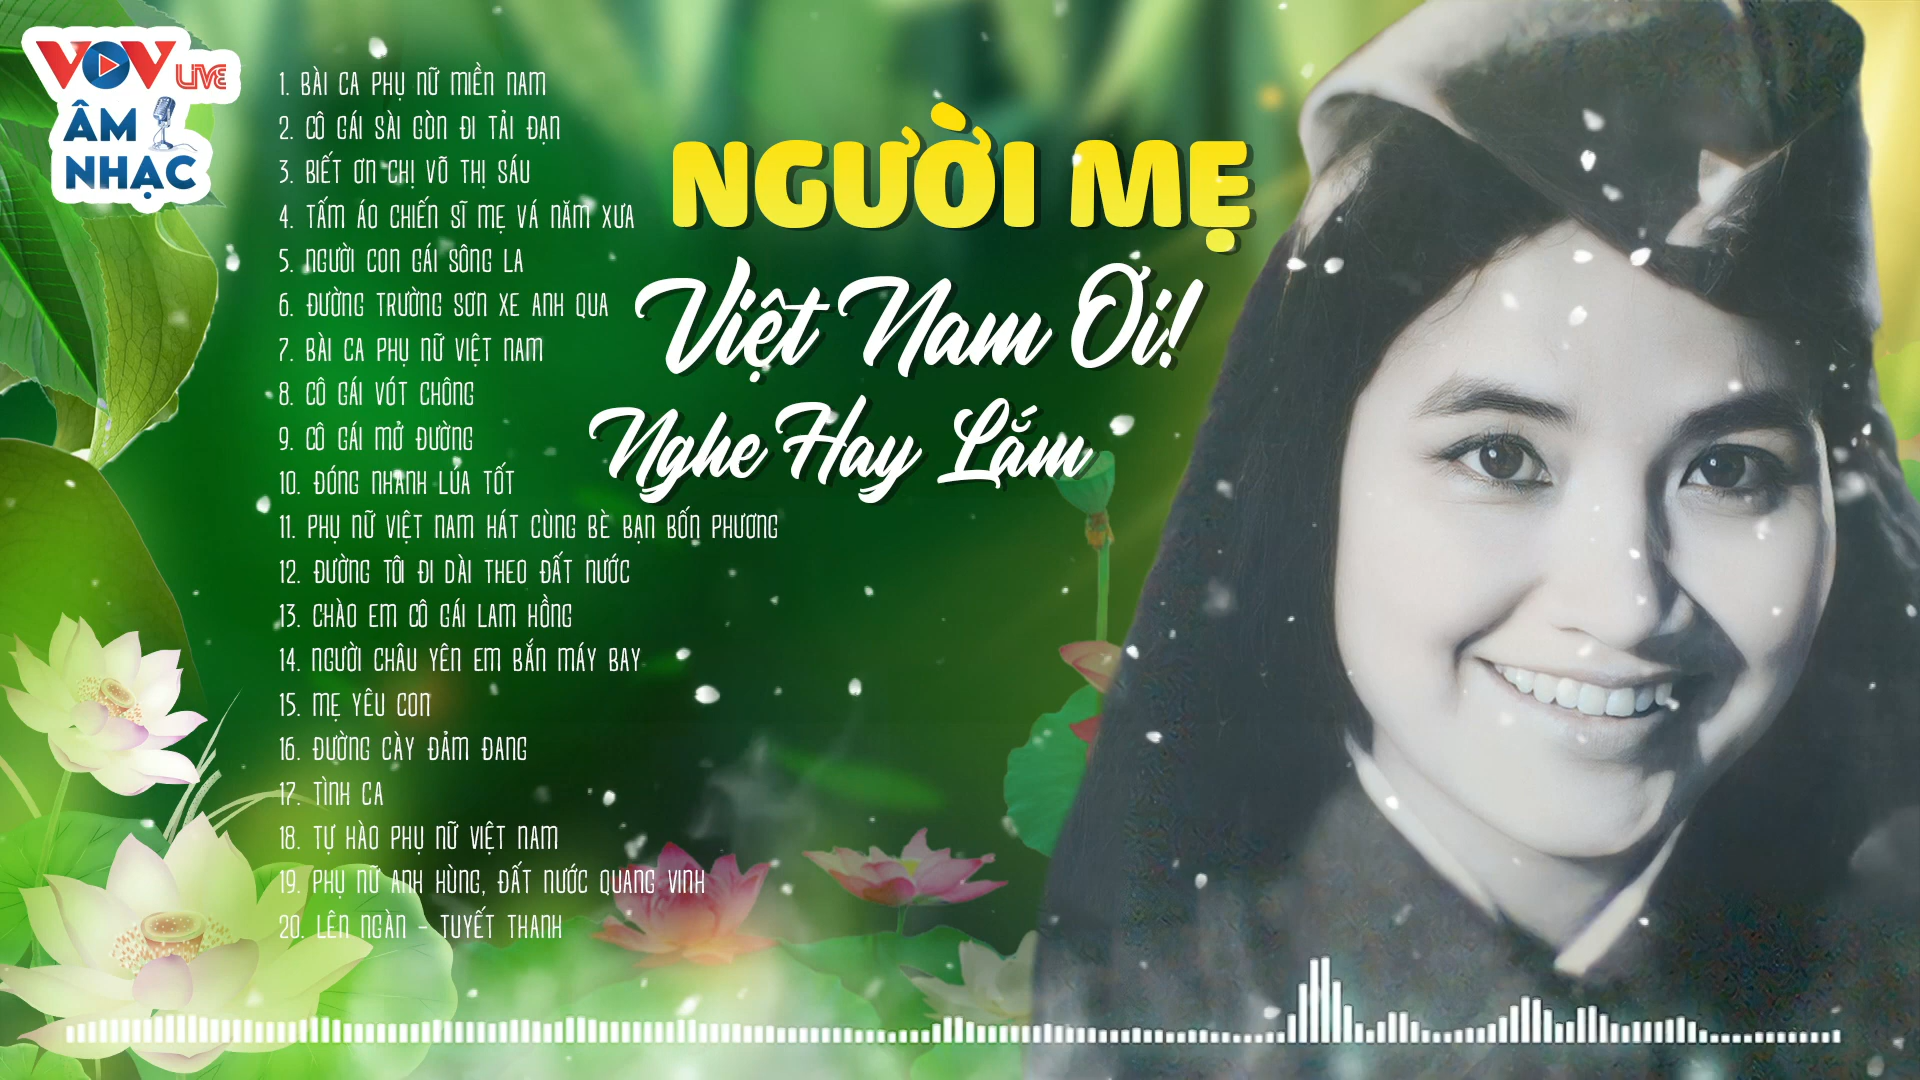 VOV LIVE
ÂM
NHẠC
1. BÀI CA PHỤ NỮ MIỀN NAM
2. CÔ GÁI SÀI GÒN ĐI TẢI ĐẠN
3. BIẾT ƠN CHỊ VÕ THỊ SÁU
4. TẤM ÁO CHIẾN SĨ MẸ VÁ NĂM XƯA
5. NGƯỜI CON GÁI SÔNG LA
6. ĐƯỜNG TRƯỜNG SƠN XE ANH QUA
7. BÀI CA PHỤ NỮ VIỆT NAM
8. CÔ GÁI VÓT CHÔNG
9. CÔ GÁI MỞ ĐƯỜNG
10. ĐÓNG NHANH LÚA TỐT
11. PHỤ NỮ VIỆT NAM HÁT CÙNG BÈ BẠN BỐN PHƯƠNG
12. ĐƯỜNG TÔI ĐI DÀI THEO ĐẤT NƯỚC
13. CHÀO EM CÔ GÁI LAM HỒNG
14. NGƯỜI CHÂU YÊN EM BẮN MÁY BAY
15. MẸ YÊU CON
16. ĐƯỜNG CÀY ĐẢM ĐANG
17. TÌNH CA
18. TỰ HÀO PHỤ NỮ VIỆT NAM
19. PHỤ NỮ ANH HÙNG, ĐẤT NƯỚC QUANG VINH
20. LÊN NGÀN - TUYẾT THANH
NGƯỜI MẸ
Việt Nam Ơi!
Nghe Hay Lắm